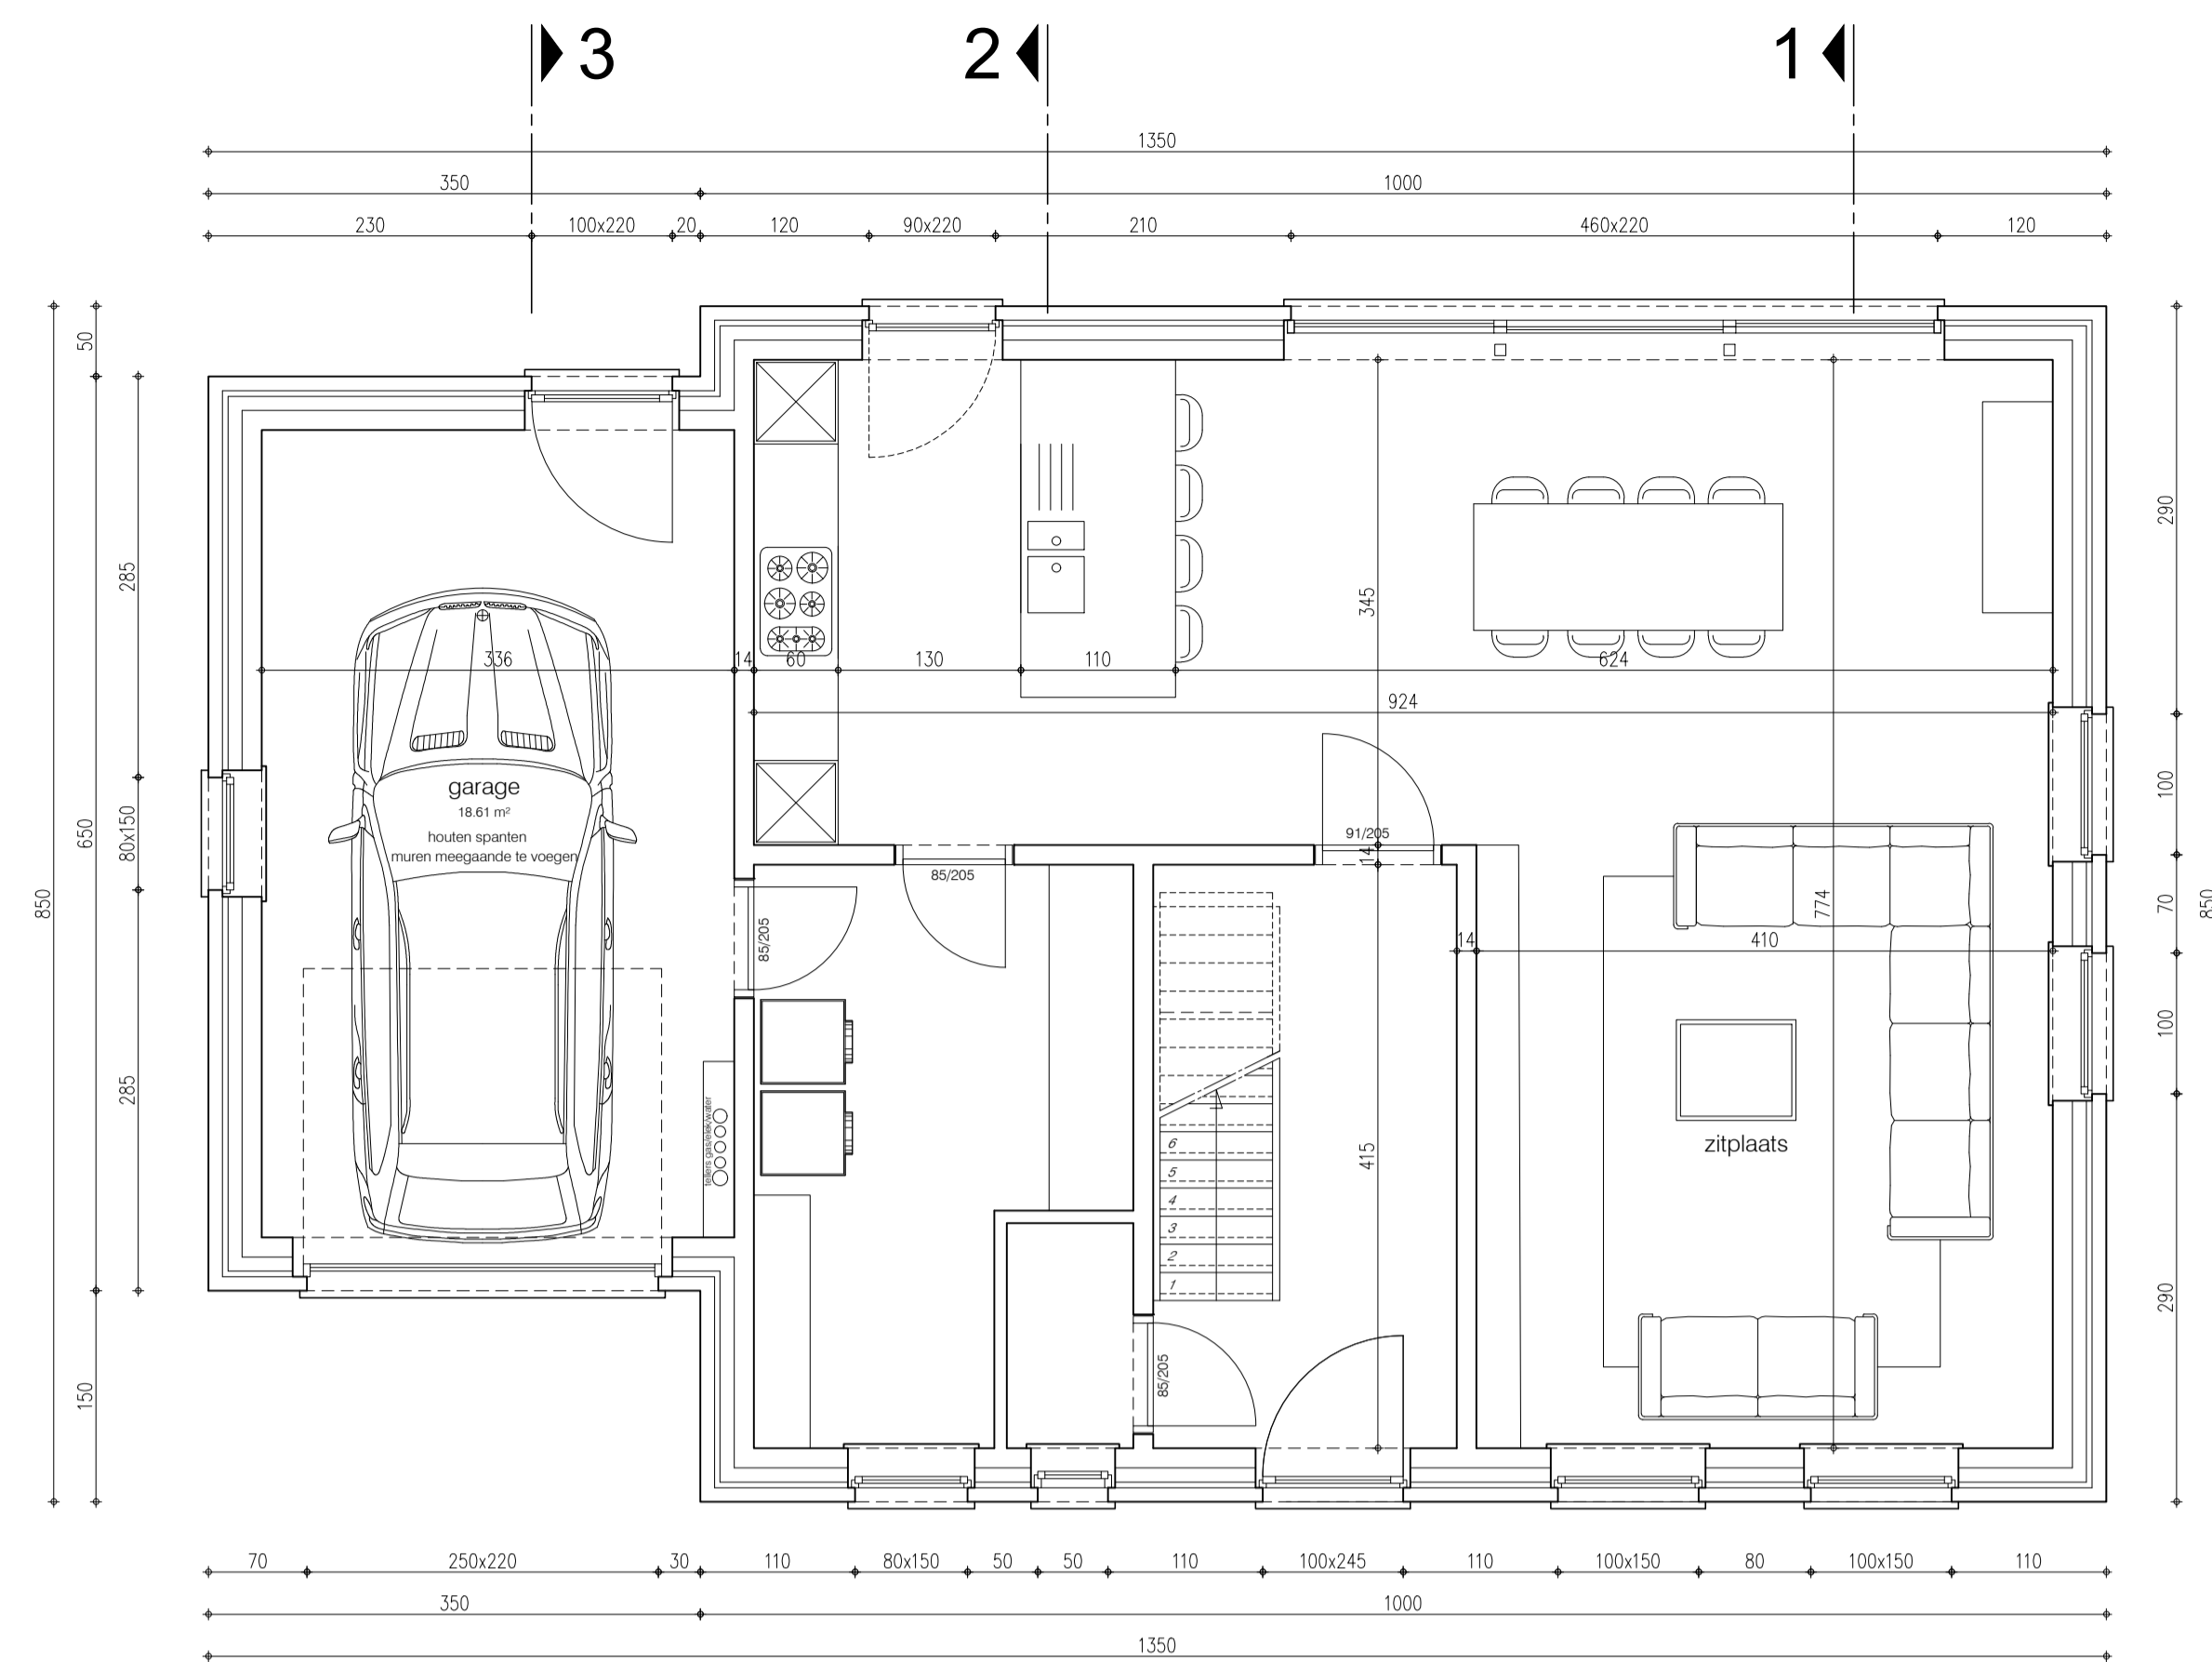 3 2 1
1350
350 1000
230 100x220 20 120 90x220 210 460x220 120
50
285
290
345
336 14 60 130 110 624
924
garage
18.61 m²
houten spanten
muren meegaande te voegen
80x150
650
850
100
91/205
14
85/205
85/205
774
70
850
14 410
100
285
tellers gas/elek/water
415
zitplaats
6
5
4
3
2
1
290
85/205
150
70 250x220 30 110 80x150 50 50 110 100x245 110 100x150 80 100x150 110
350 1000
1350